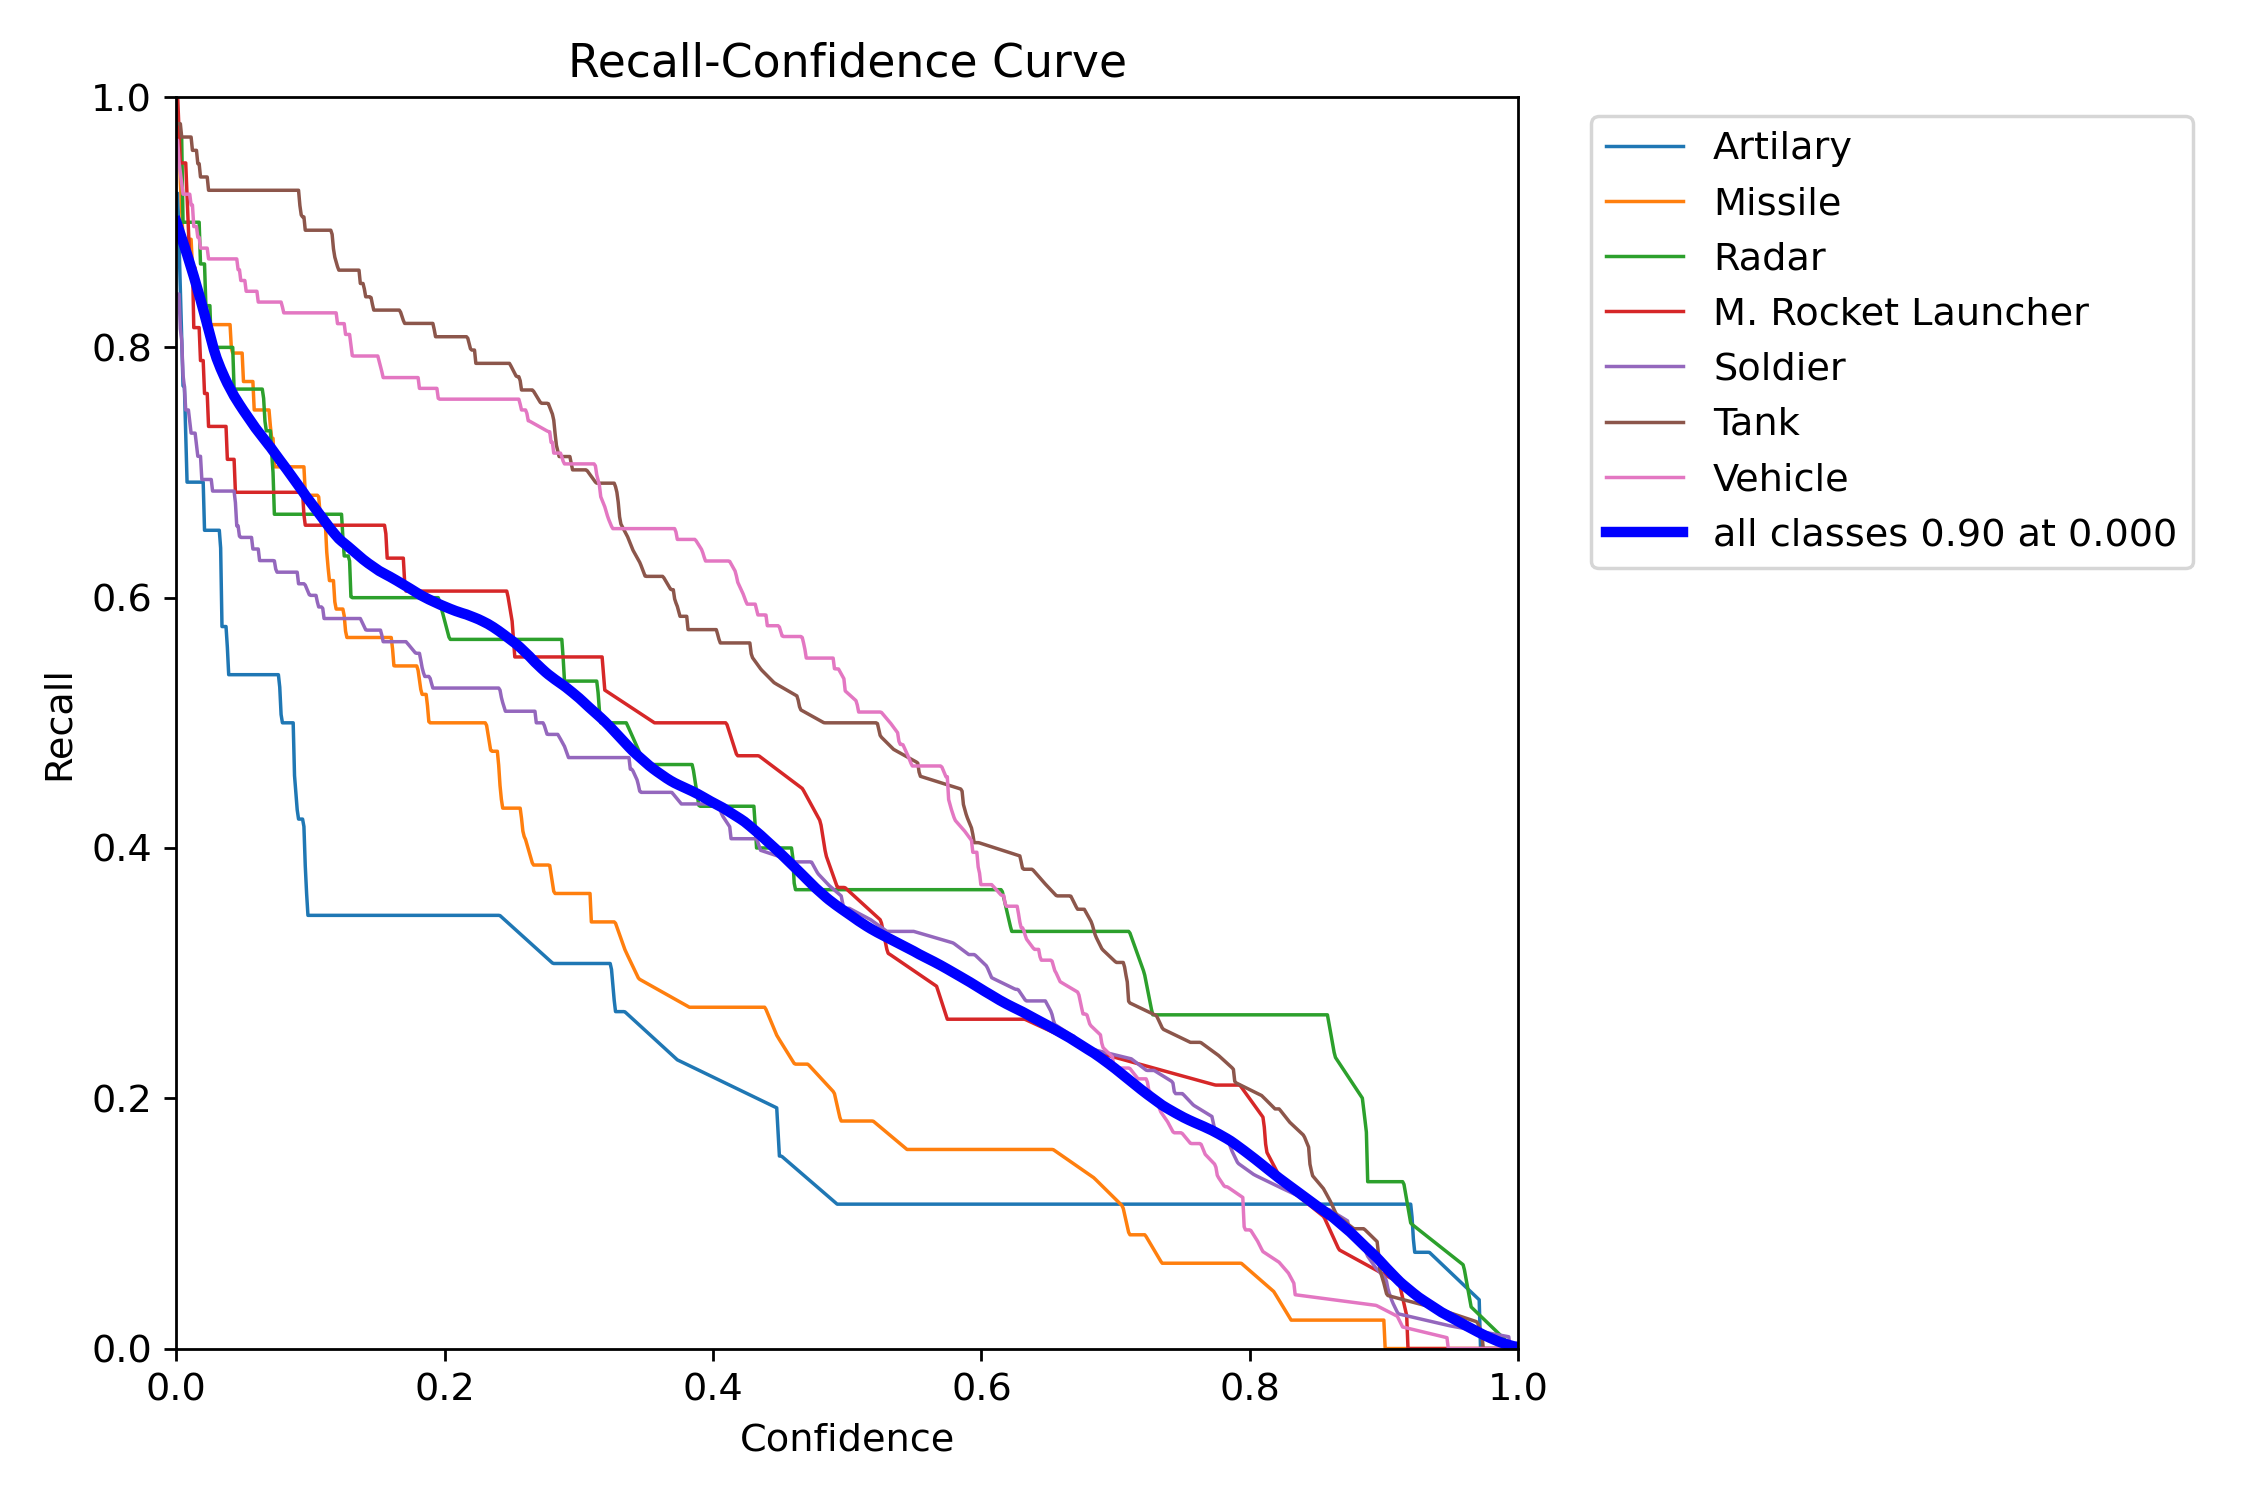 Recall-Confidence Curve
1.0
0.8
0.6
0.4
0.2
0.0
Recall
0.0 0.2 0.4 0.6 0.8 1.0
Confidence
Artilary
Missile
Radar
M. Rocket Launcher
Soldier
Tank
Vehicle
all classes 0.90 at 0.000